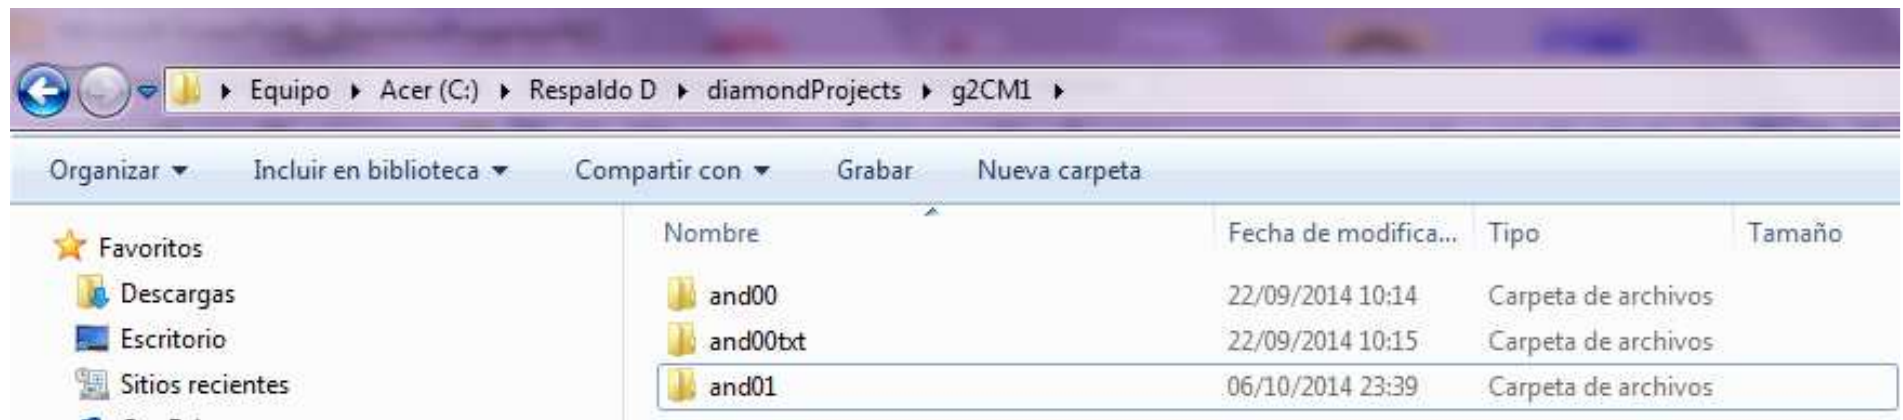 Equipo ▸ Acer (C:) ▸ Respaldo D ▸ diamondProjects ▸ g2CM1 ▸
Organizar Incluir en biblioteca Compartir con Grabar Nueva carpeta
Nombre Fecha de modifica... Tipo Tamaño
Favoritos
Descargas
Escritorio
Sitios recientes
and00 22/09/2014 10:14 Carpeta de archivos
and00txt 22/09/2014 10:15 Carpeta de archivos
and01 06/10/2014 23:39 Carpeta de archivos